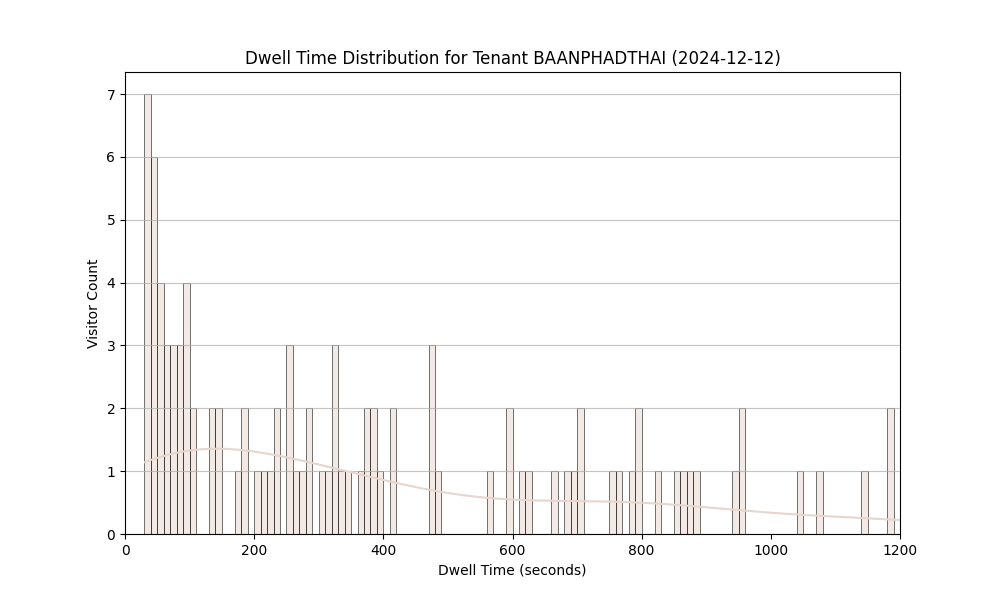 Dwell Time Distribution for Tenant BAANPHADTHAI (2024-12-12)
Visitor Count
7
6
5
4
3
2
1
0
0 200 400 600 800 1000 1200
Dwell Time (seconds)